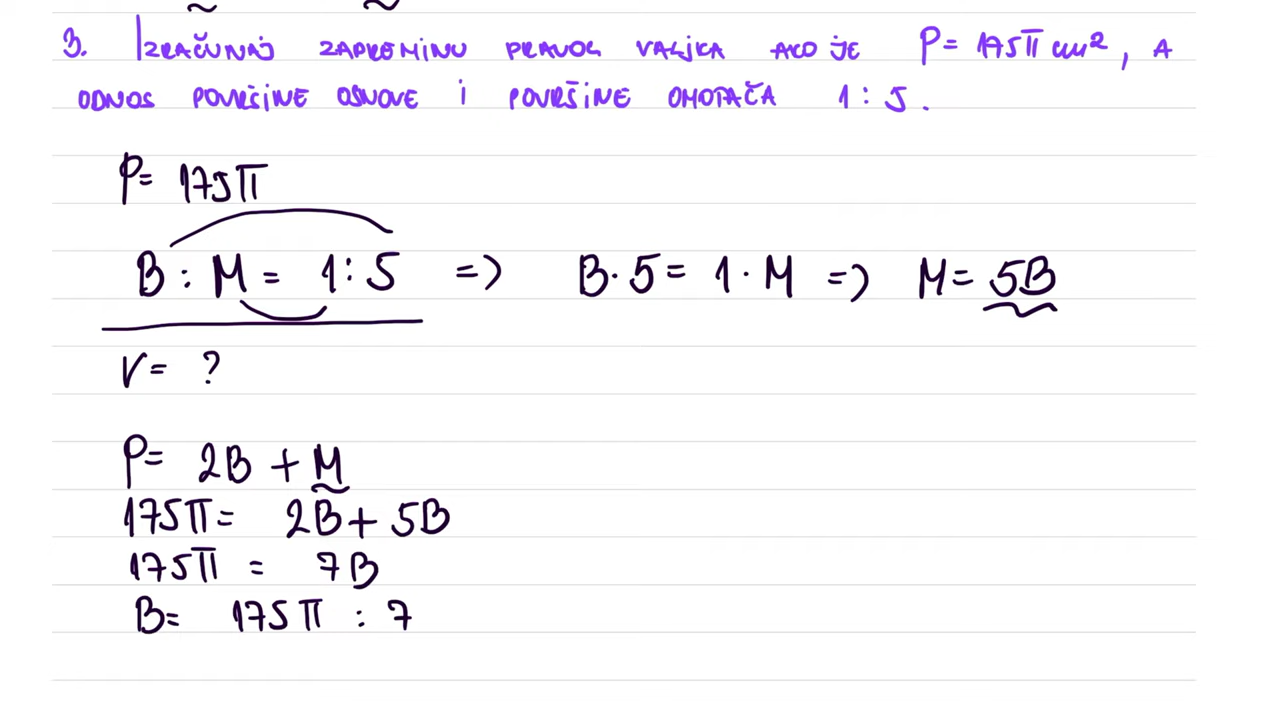 3. IZRAČUNAJ ZAPREMINU PRAVOG VALJKA AKO JE P= 175π cm², A
ODNOS POVRŠINE OSNOVE I POVRŠINE OMOTAČA 1:5.
P= 175π
B : M = 1 : 5 => B · 5 = 1 · M => M = 5B
V= ?
P= 2B + M
175π = 2B + 5B
175π = 7B
B= 175π : 7